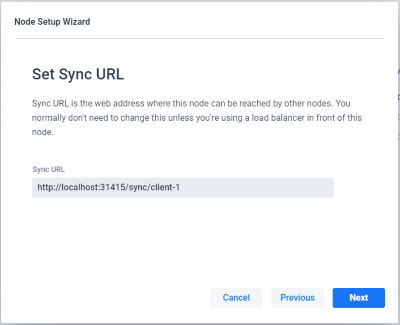 Node Setup Wizard
Set Sync URL
Sync URL is the web address where this node can be reached by other nodes. You
normally don't need to change this unless you're using a load balancer in front of this
node.
Sync URL
http://localhost:31415/sync/client-1
Cancel
Previous
Next